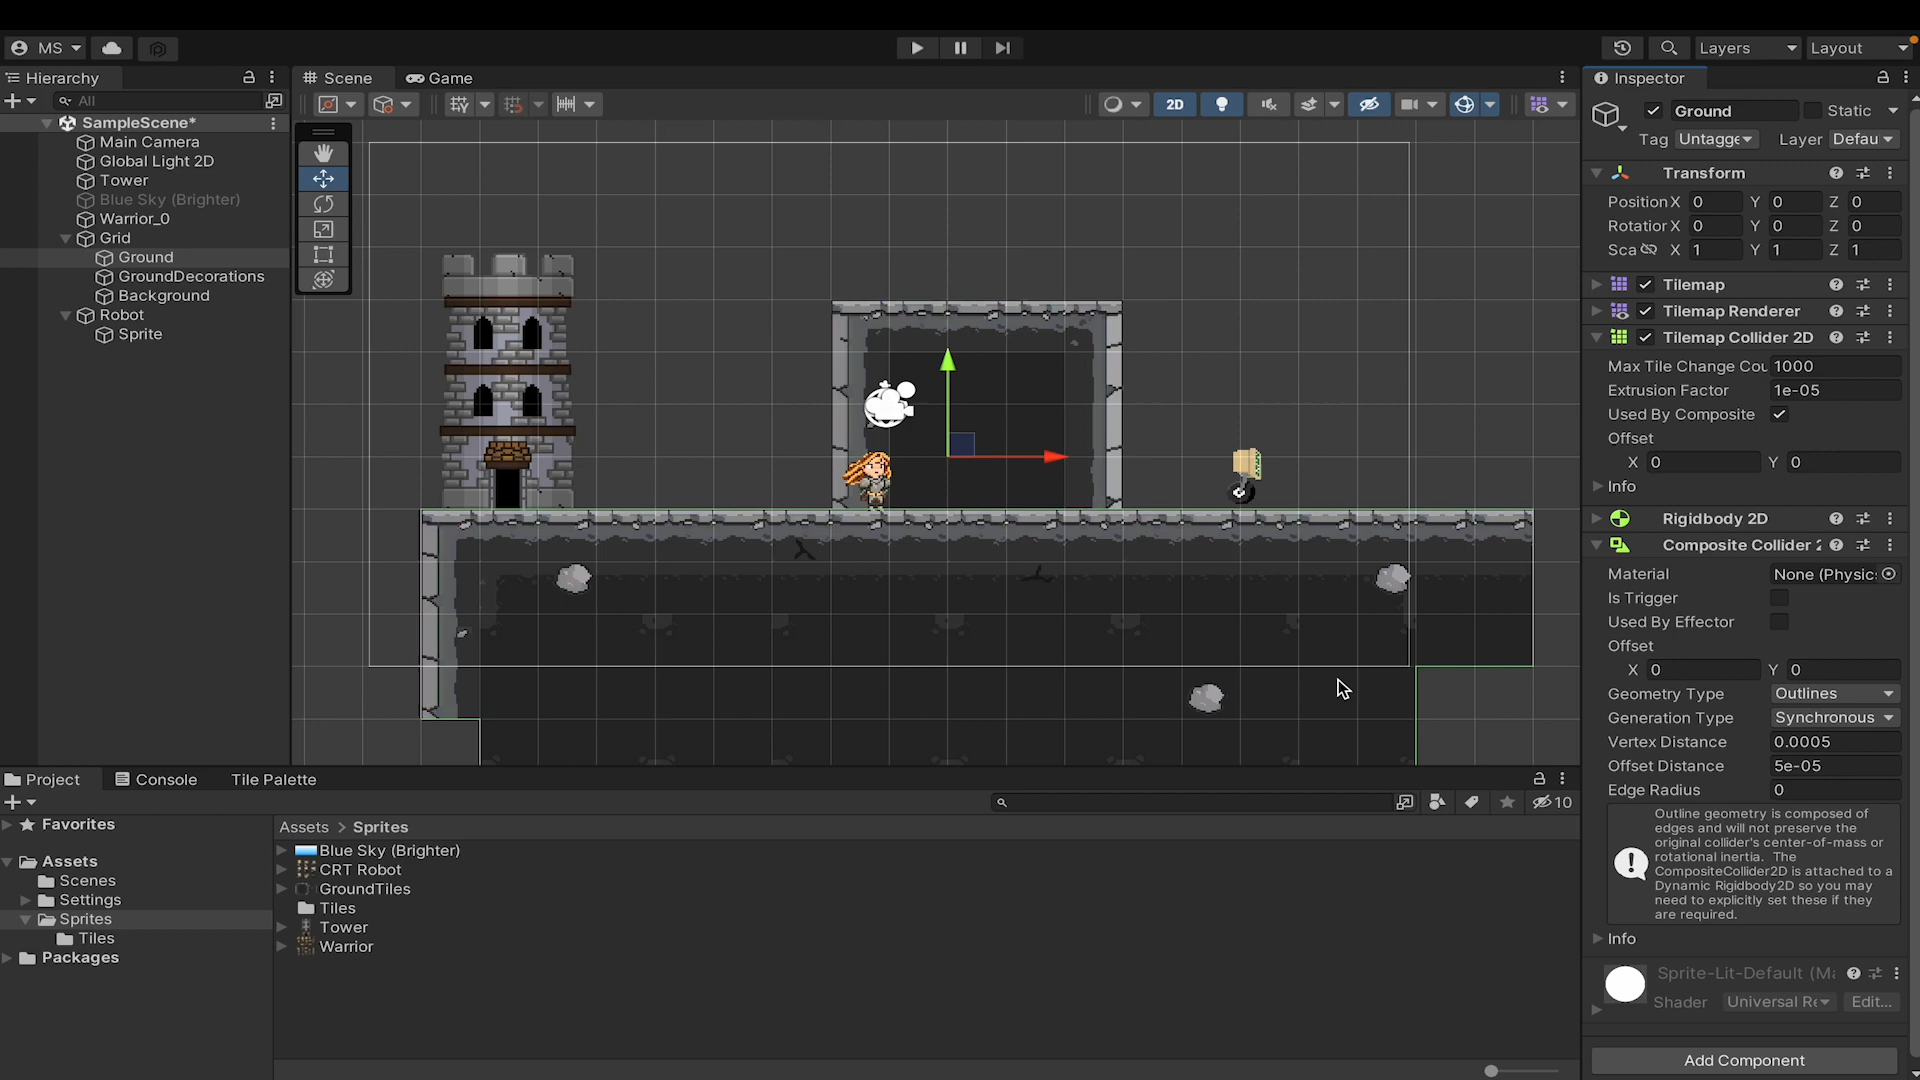 MS
Layers
Layout
Hierarchy
Scene
Game
Inspector
All
2D
SampleScene*
Main Camera
Global Light 2D
Tower
Blue Sky (Brighter)
Warrior_0
Grid
Ground
GroundDecorations
Background
Robot
Sprite
Ground
Static
Tag Untagge
Layer Defau
Transform
Position X 0 Y 0 Z 0
Rotatior X 0 Y 0 Z 0
Sca X 1 Y 1 Z 1
Tilemap
Tilemap Renderer
Tilemap Collider 2D
Max Tile Change Cou 1000
Extrusion Factor 1e-05
Used By Composite
Offset
X 0 Y 0
Info
Rigidbody 2D
Composite Collider 2
Material None (Physic:
Is Trigger
Used By Effector
Offset
X 0 Y 0
Geometry Type Outlines
Generation Type Synchronous
Vertex Distance 0.0005
Offset Distance 5e-05
Edge Radius 0
Outline geometry is composed of
edges and will not preserve the
original collider's center-of-mass or
rotational inertia. The
CompositeCollider2D is attached to a
Dynamic Rigidbody2D so you may
need to explicitly set these if they
are required.
Info
Sprite-Lit-Default (Ma
Shader Universal Re Edit...
Add Component
Project
Console
Tile Palette
10
Favorites
Assets
Scenes
Settings
Sprites
Tiles
Packages
Assets > Sprites
Blue Sky (Brighter)
CRT Robot
GroundTiles
Tiles
Tower
Warrior